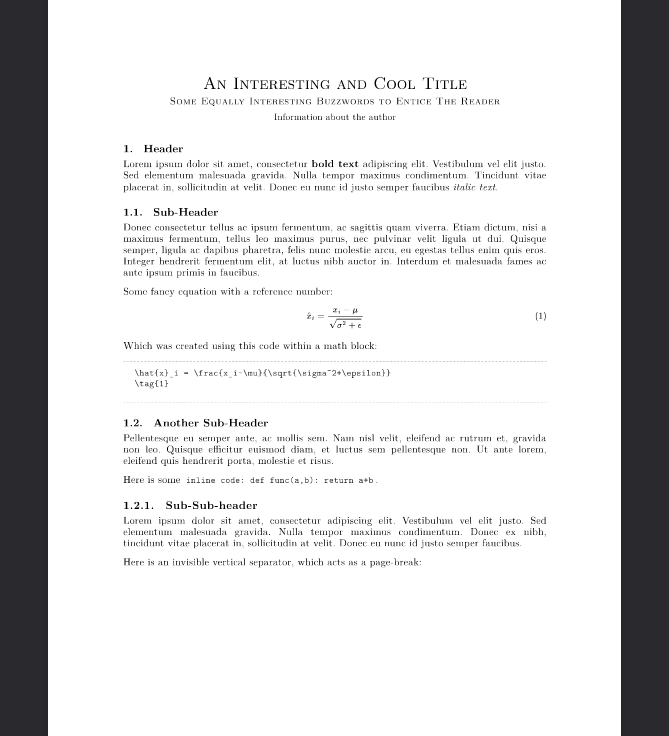 An Interesting and Cool Title
Some Equally Interesting Buzzwords to Entice The Reader
Information about the author
1. Header
Lorem ipsum dolor sit amet, consectetur bold text adipiscing elit. Vestibulum vel elit justo.
Sed elementum malesuada gravida. Nulla tempor maximus condimentum. Tincidunt vitae
placerat in, sollicitudin at velit. Donec eu nunc id justo semper faucibus italic text.
1.1. Sub-Header
Donec consectetur tellus ac ipsum fermentum, ac sagittis quam viverra. Etiam dictum, nisi a
maximus fermentum, tellus leo maximus purus, nec pulvinar velit ligula ut dui. Quisque
semper, ligula ac dapibus pharetra, felis nunc molestie arcu, eu egestas tellus enim quis eros.
Integer hendrerit fermentum elit, at luctus nibh auctor in. Interdum et malesuada fames ac
ante ipsum primis in faucibus.
Some fancy equation with a reference number:
x̂ᵢ = (xᵢ − μ) / √(σ² + ϵ) (1)
Which was created using this code within a math block:
\hat{x}_i = \frac{x_i-\mu}{\sqrt{\sigma^2+\epsilon}}
\tag{1}
1.2. Another Sub-Header
Pellentesque eu semper ante, ac mollis sem. Nam nisl velit, eleifend ac rutrum et, gravida
non leo. Quisque efficitur euismod diam, et luctus sem pellentesque non. Ut ante lorem,
eleifend quis hendrerit porta, molestie et risus.
Here is some inline code: def func(a,b): return a+b.
1.2.1. Sub-Sub-header
Lorem ipsum dolor sit amet, consectetur adipiscing elit. Vestibulum vel elit justo. Sed
elementum malesuada gravida. Nulla tempor maximus condimentum. Donec ex nibh,
tincidunt vitae placerat in, sollicitudin at velit. Donec eu nunc id justo semper faucibus.
Here is an invisible vertical separator, which acts as a page-break: